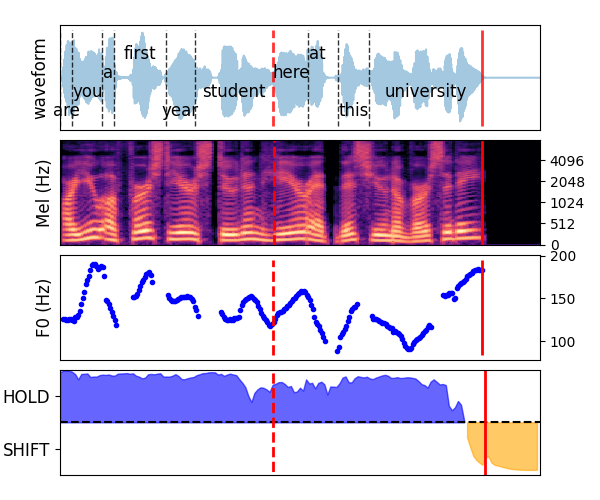 waveform
are you a first year student here at this university
Mel (Hz)
4096
2048
1024
512
0
F0 (Hz)
200
150
100
HOLD
SHIFT